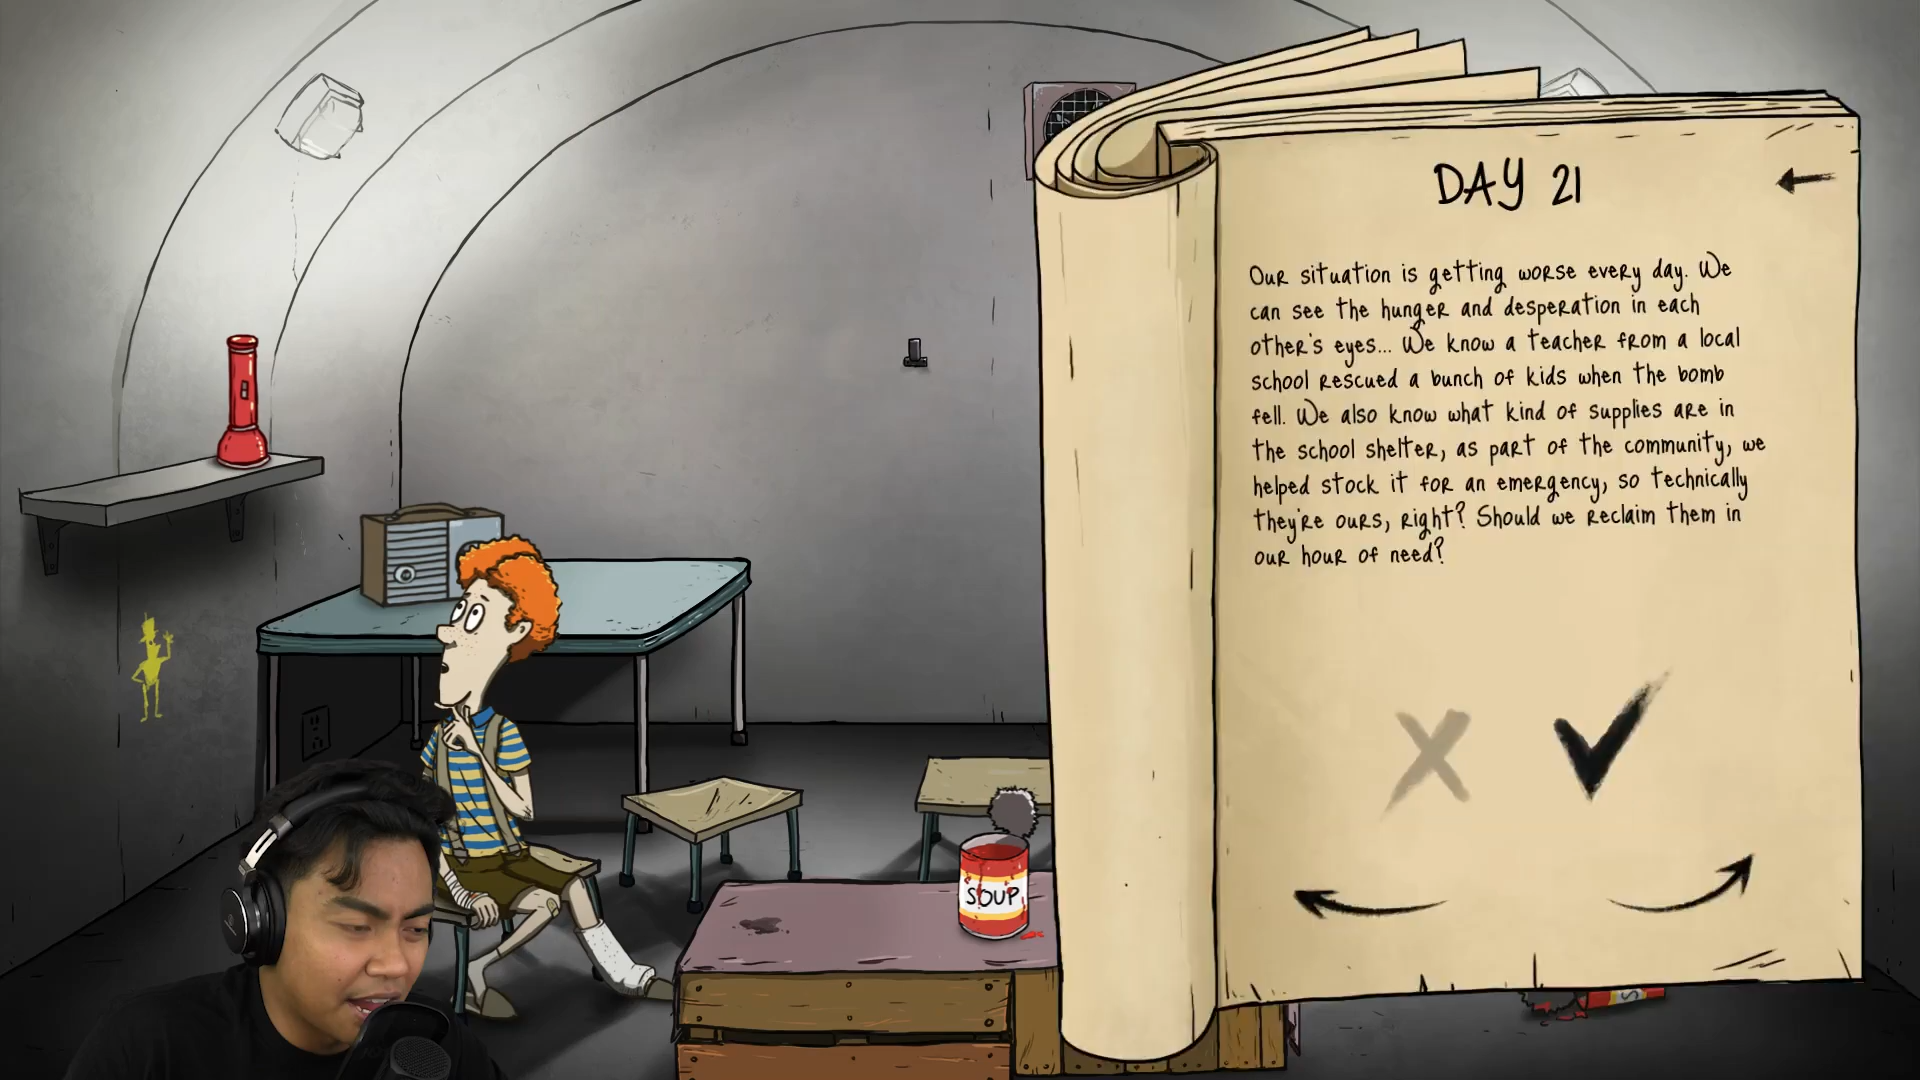 DAY 21
Our situation is getting worse every day. We
can see the hunger and desperation in each
other's eyes... We know a teacher from a local
school rescued a bunch of kids when the bomb
fell. We also know what kind of supplies are in
the school shelter, as part of the community, we
helped stock it for an emergency, so technically
they're ours, right? Should we reclaim them in
our hour of need?
SOUP